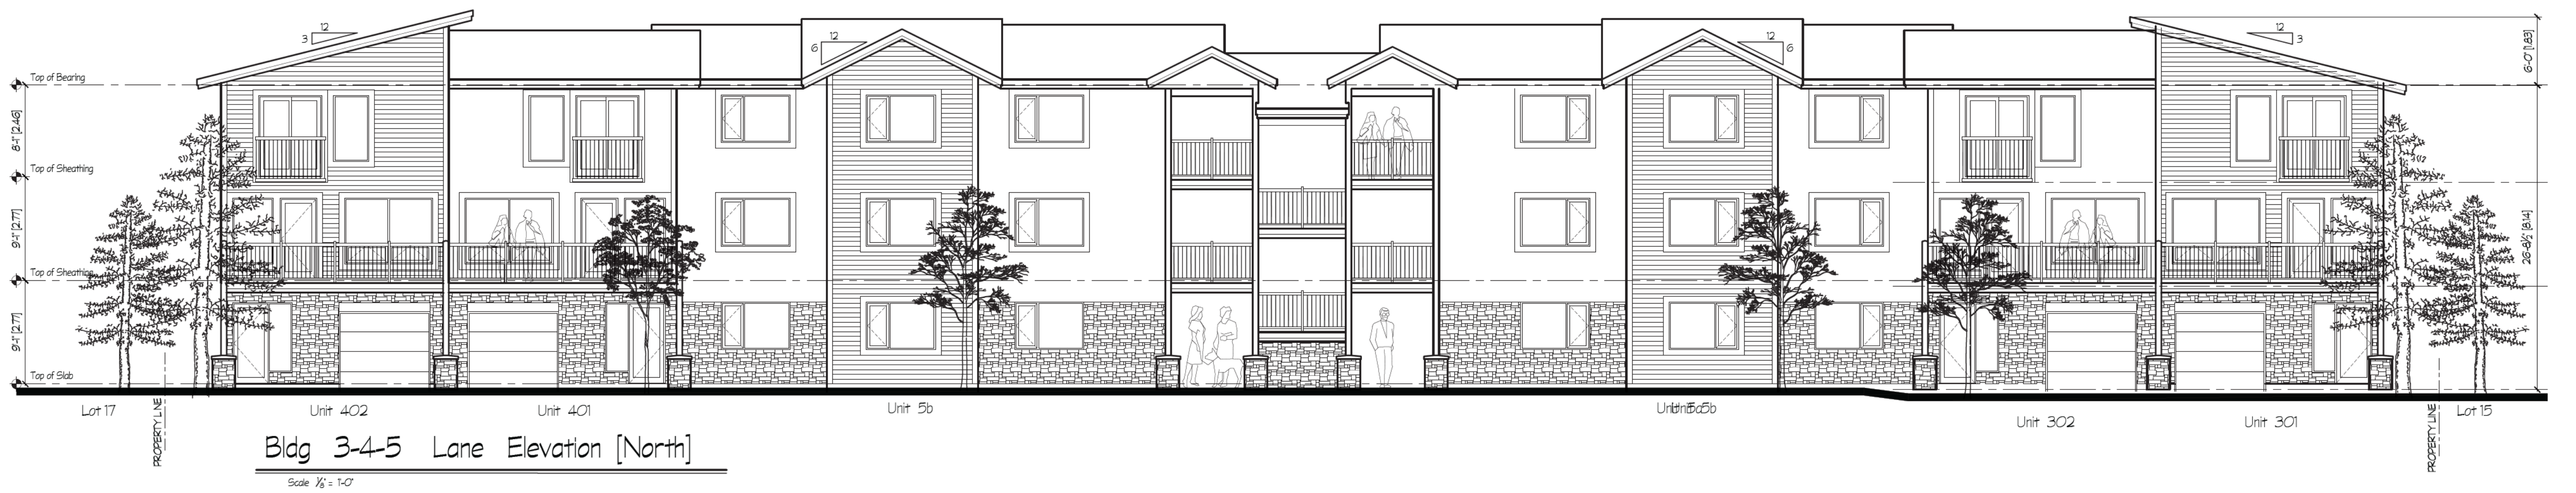 12
3
12
6
12
6
12
3
6'-0" [1.83]
Top of Bearing
8'-1" [2.46]
Top of Sheathing
9'-1" [2.77]
26'-8½" [8.14]
Top of Sheathing
9'-1" [2.77]
Top of Slab
Lot 17
PROPERTY LINE
Unit 402
Unit 401
Unit 5b
5b
Unit 302
Unit 301
PROPERTY LINE
Lot 15
Bldg 3-4-5 Lane Elevation [North]
Scale ⅛" = 1'-0"